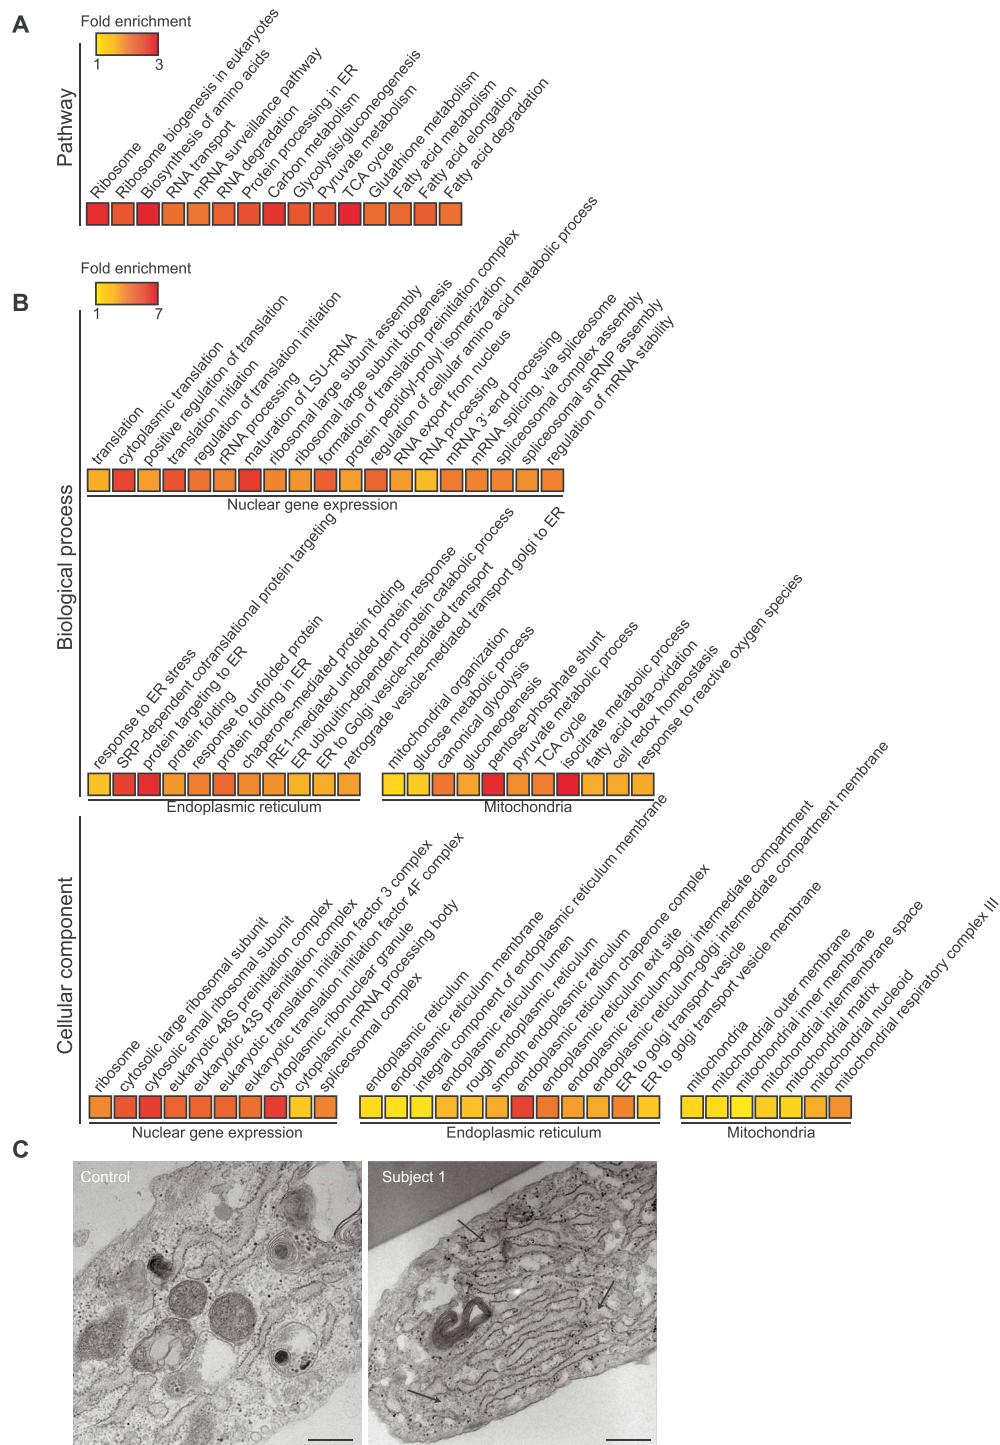 A
Fold enrichment
1 3
Pathway
Ribosome
Ribosome biogenesis in eukaryotes
Biosynthesis of amino acids
RNA transport
mRNA surveillance pathway
RNA degradation
Protein processing in ER
Carbon metabolism
Glycolysis/gluconeogenesis
Pyruvate metabolism
TCA cycle
Glutathione metabolism
Fatty acid metabolism
Fatty acid elongation
Fatty acid degradation
B
Fold enrichment
1 7
Biological process
translation
cytoplasmic translation
positive regulation of translation
translation initiation
regulation of translation initiation
rRNA processing
maturation of LSU-rRNA
ribosomal large subunit assembly
ribosomal large subunit biogenesis
formation of translation preinitiation complex
protein peptidyl-prolyl isomerization
regulation of cellular amino acid metabolic process
RNA export from nucleus
RNA processing
mRNA 3'-end processing
mRNA splicing, via spliceosome
spliceosomal complex assembly
spliceosomal snRNP assembly
regulation of mRNA stability
Nuclear gene expression
response to ER stress
SRP-dependent cotranslational protein targeting
protein targeting to ER
protein folding
response to unfolded protein
protein folding in ER
chaperone-mediated protein folding
IRE1-mediated unfolded protein response
ER ubiquitin-dependent protein catabolic process
ER to Golgi vesicle-mediated transport
retrograde vesicle-mediated transport golgi to ER
Endoplasmic reticulum
mitochondrial organization
glucose metabolic process
canonical glycolysis
gluconeogenesis
pentose-phosphate shunt
pyruvate metabolic process
TCA cycle
isocitrate metabolic process
fatty acid beta-oxidation
cell redox homeostasis
response to reactive oxygen species
Mitochondria
Cellular component
ribosome
cytosolic large ribosomal subunit
cytosolic small ribosomal subunit
eukaryotic 48S preinitiation complex
eukaryotic 43S preinitiation complex
eukaryotic translation initiation factor 3 complex
eukaryotic translation initiation factor 4F complex
cytoplasmic ribonuclear granule
cytoplasmic mRNA processing body
spliceosomal complex
Nuclear gene expression
endoplasmic reticulum
endoplasmic reticulum membrane
integral component of endoplasmic reticulum membrane
endoplasmic reticulum lumen
rough endoplasmic reticulum
smooth endoplasmic reticulum
endoplasmic reticulum chaperone complex
endoplasmic reticulum exit site
endoplasmic reticulum-golgi intermediate compartment
endoplasmic reticulum-golgi intermediate compartment membrane
ER to golgi transport vesicle
ER to golgi transport vesicle membrane
Endoplasmic reticulum
mitochondria
mitochondrial outer membrane
mitochondrial inner membrane
mitochondrial intermembrane space
mitochondrial matrix
mitochondrial nucleoid
mitochondrial respiratory complex III
Mitochondria
C
Control
Subject 1